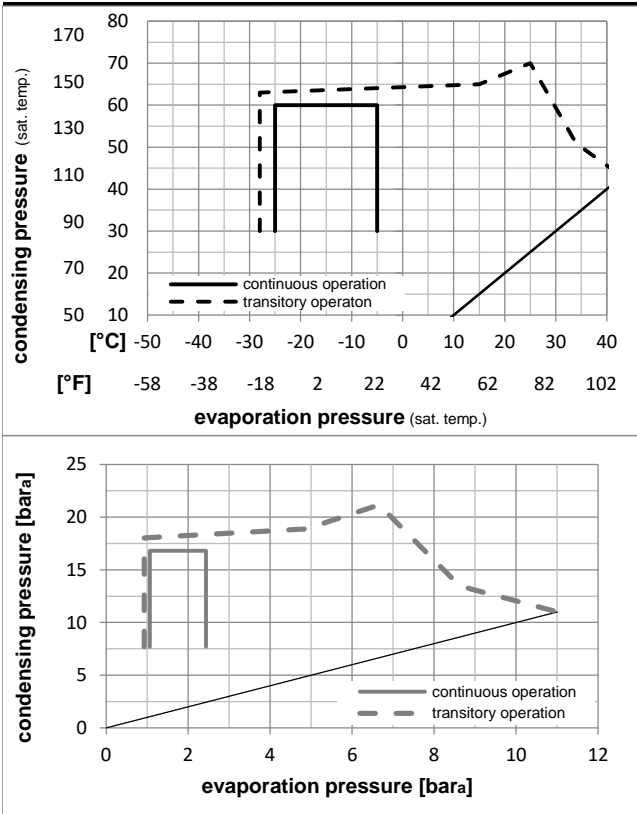 condensing pressure (sat. temp.)
170 80
70
150 60
130 50
110 40
90 30
70 20
50 10
continuous operation
transitory operaton
[°C] -50 -40 -30 -20 -10 0 10 20 30 40
[°F] -58 -38 -18 2 22 42 62 82 102
evaporation pressure (sat. temp.)
condensing pressure [bara]
25
20
15
10
5
0
continuous operation
transitory operation
0 2 4 6 8 10 12
evaporation pressure [bara]